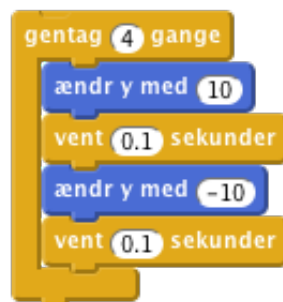 gentag 4 gange
ændr y med 10
vent 0.1 sekunder
ændr y med -10
vent 0.1 sekunder